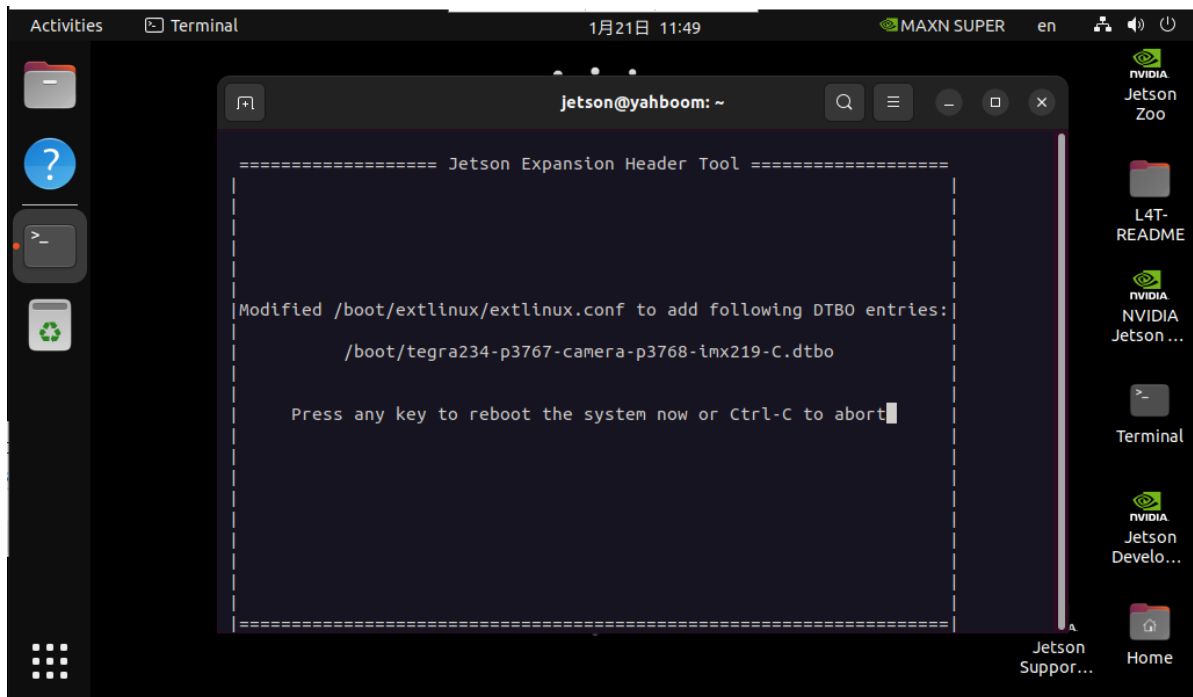 Activities
Terminal
1月21日 11:49
MAXN SUPER
en
jetson@yahboom: ~
=================== Jetson Expansion Header Tool ===================
Modified /boot/extlinux/extlinux.conf to add following DTBO entries:
/boot/tegra234-p3767-camera-p3768-imx219-C.dtbo
Press any key to reboot the system now or Ctrl-C to abort
NVIDIA
Jetson
Zoo
L4T-
README
NVIDIA
NVIDIA
Jetson ...
Terminal
NVIDIA
Jetson
Develo...
Jetson
Suppor...
Home